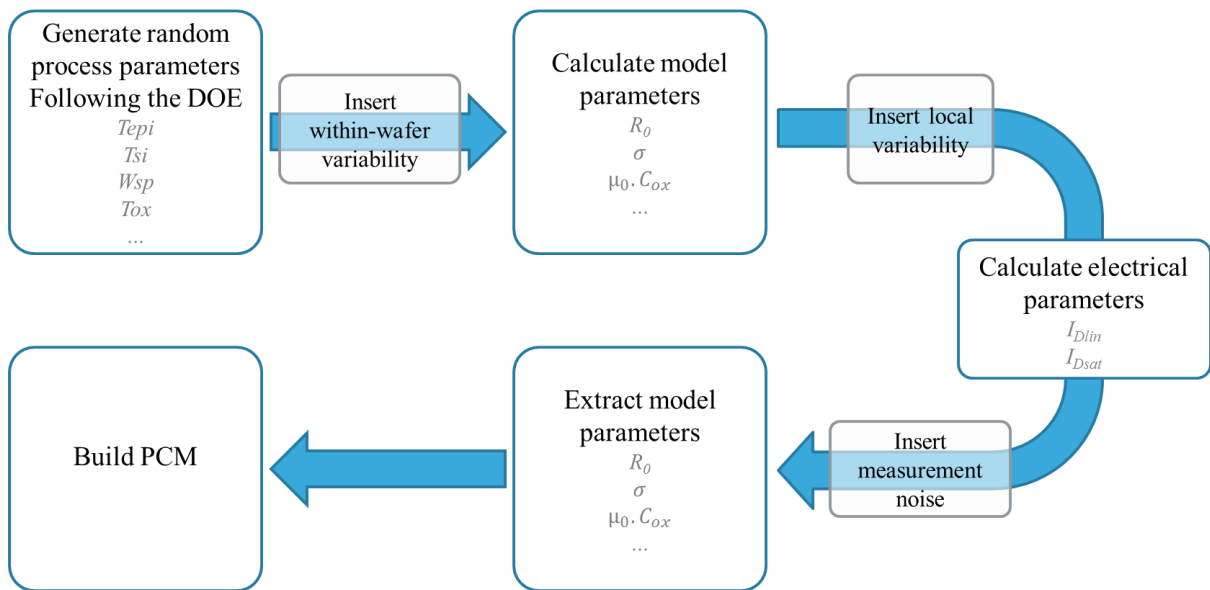 Generate random
process parameters
Following the DOE
Tepi
Tsi
Wsp
Tox
...
Insert
within-wafer
variability
Calculate model
parameters
R₀
σ
μ₀. Cₒₓ
...
Insert local
variability
Calculate electrical
parameters
I_Dlin
I_Dsat
Insert
measurement
noise
Extract model
parameters
R₀
σ
μ₀. Cₒₓ
...
Build PCM